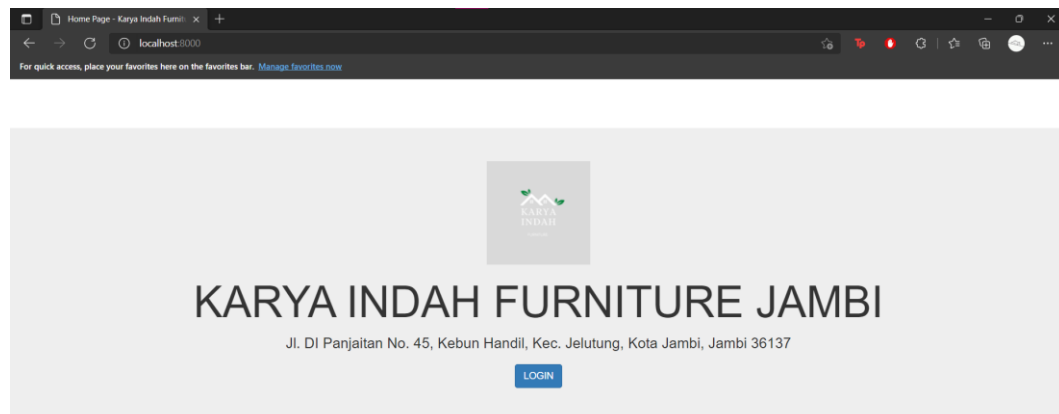 Home Page - Karya Indah Furnit
localhost:8000
For quick access, place your favorites here on the favorites bar. Manage favorites now
KARYA
INDAH
KARYA INDAH FURNITURE JAMBI
Jl. DI Panjaitan No. 45, Kebun Handil, Kec. Jelutung, Kota Jambi, Jambi 36137
LOGIN